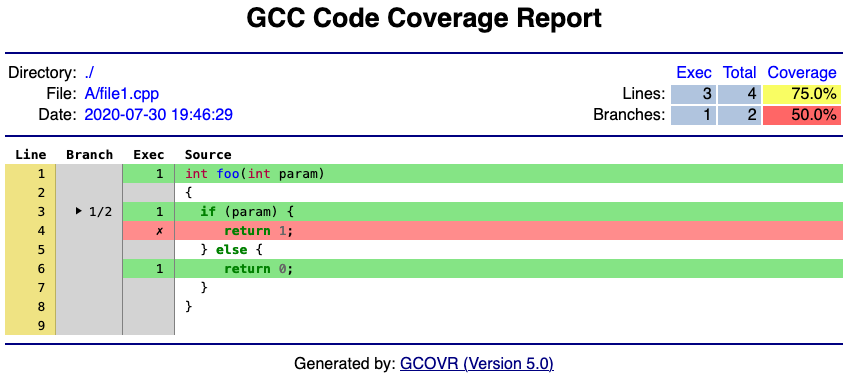 GCC Code Coverage Report
Directory: ./
File: A/file1.cpp
Date: 2020-07-30 19:46:29
Exec Total Coverage
Lines: 3 4 75.0%
Branches: 1 2 50.0%
Line Branch Exec Source
1 1 int foo(int param)
2 {
3 ▶ 1/2 1 if (param) {
4 ✗ return 1;
5 } else {
6 1 return 0;
7 }
8 }
9
Generated by: GCOVR (Version 5.0)